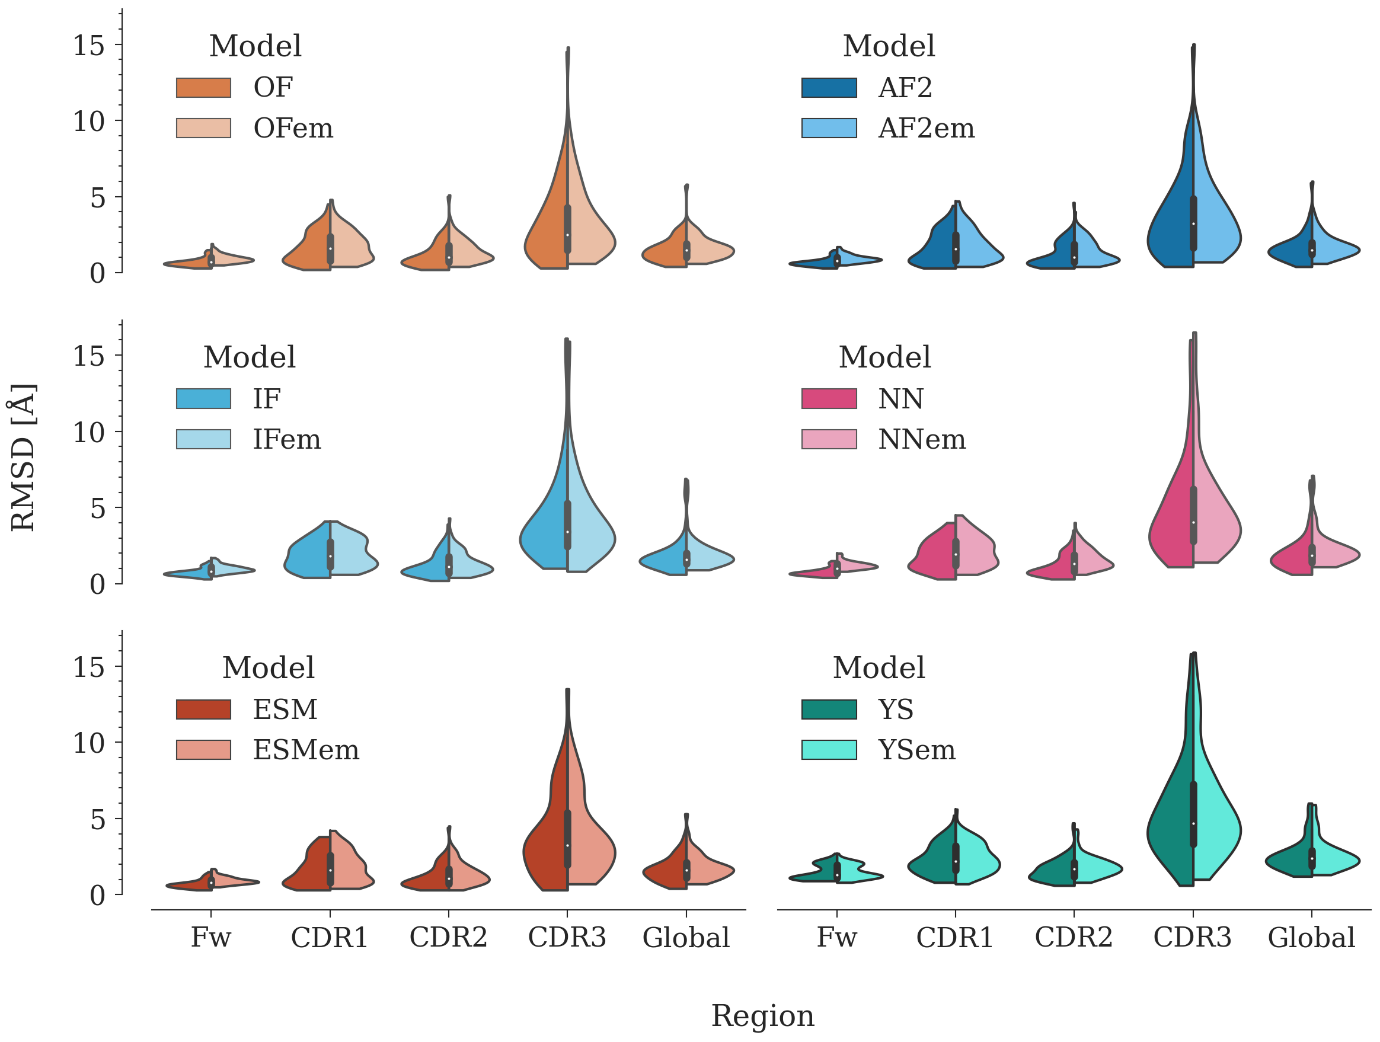 Model
OF
OFem
15
10
5
0
Model
AF2
AF2em
Model
IF
IFem
15
10
5
0
Model
NN
NNem
RMSD [Å]
Model
ESM
ESMem
15
10
5
0
Model
YS
YSem
Fw CDR1 CDR2 CDR3 Global
Fw CDR1 CDR2 CDR3 Global
Region